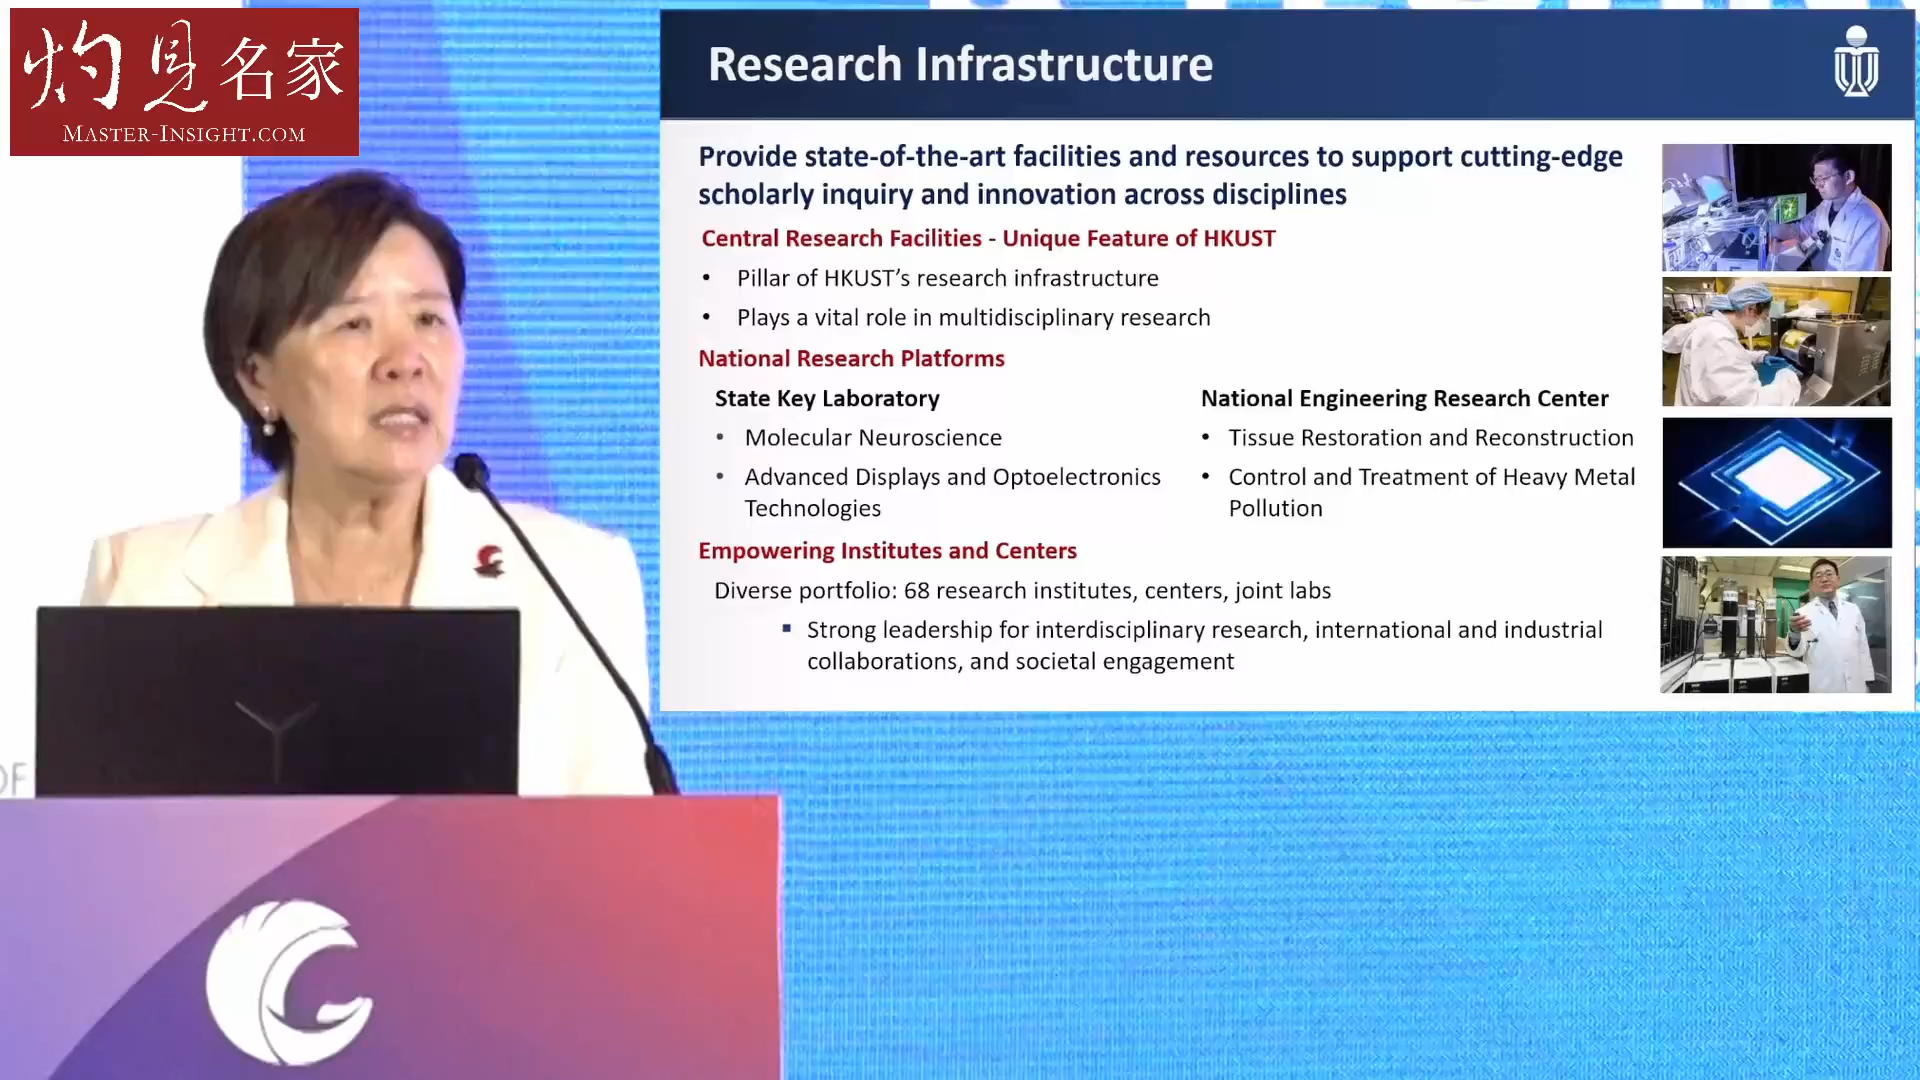 灼見名家
MASTER-INSIGHT.COM
Research Infrastructure
Provide state-of-the-art facilities and resources to support cutting-edge
scholarly inquiry and innovation across disciplines
Central Research Facilities - Unique Feature of HKUST
• Pillar of HKUST’s research infrastructure
• Plays a vital role in multidisciplinary research
National Research Platforms
State Key Laboratory
• Molecular Neuroscience
• Advanced Displays and Optoelectronics
Technologies
National Engineering Research Center
• Tissue Restoration and Reconstruction
• Control and Treatment of Heavy Metal
Pollution
Empowering Institutes and Centers
Diverse portfolio: 68 research institutes, centers, joint labs
▪ Strong leadership for interdisciplinary research, international and industrial
collaborations, and societal engagement
OF